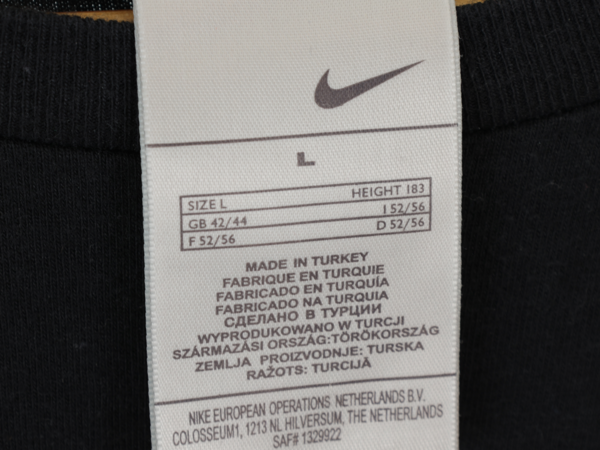 L
SIZE L HEIGHT 183
GB 42/44 I 52/56
F 52/56 D 52/56
MADE IN TURKEY
FABRIQUE EN TURQUIE
FABRICADO EN TURQUÍA
FABRICADO NA TURQUIA
СДЕЛАНО В ТУРЦИИ
WYPRODUKOWANO W TURCJI
SZÁRMAZÁSI ORSZÁG:TÖRÖKORSZÁG
ZEMLJA PROIZVODNJE: TURSKA
RAŽOTS: TURCIJĀ
NIKE EUROPEAN OPERATIONS NETHERLANDS B.V.
COLOSSEUM1, 1213 NL HILVERSUM, THE NETHERLANDS
SAF# 1329922